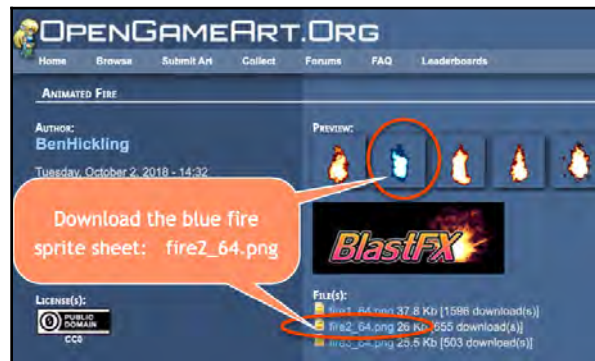 OpenGameArt.Org
Home Browse Submit Art Collect Forums FAQ Leaderboards
Animated Fire
Author:
BenHickling
Tuesday, October 2, 2018 - 14:32
Preview:
Download the blue fire
sprite sheet: fire2_64.png
BlastFX
License(s):
PUBLIC
DOMAIN
CC0
File(s):
fire1_64.png 37.8 Kb [1596 download(s)]
fire2_64.png 26 Kb [655 download(s)]
fire3_64.png 25.5 Kb [503 download(s)]